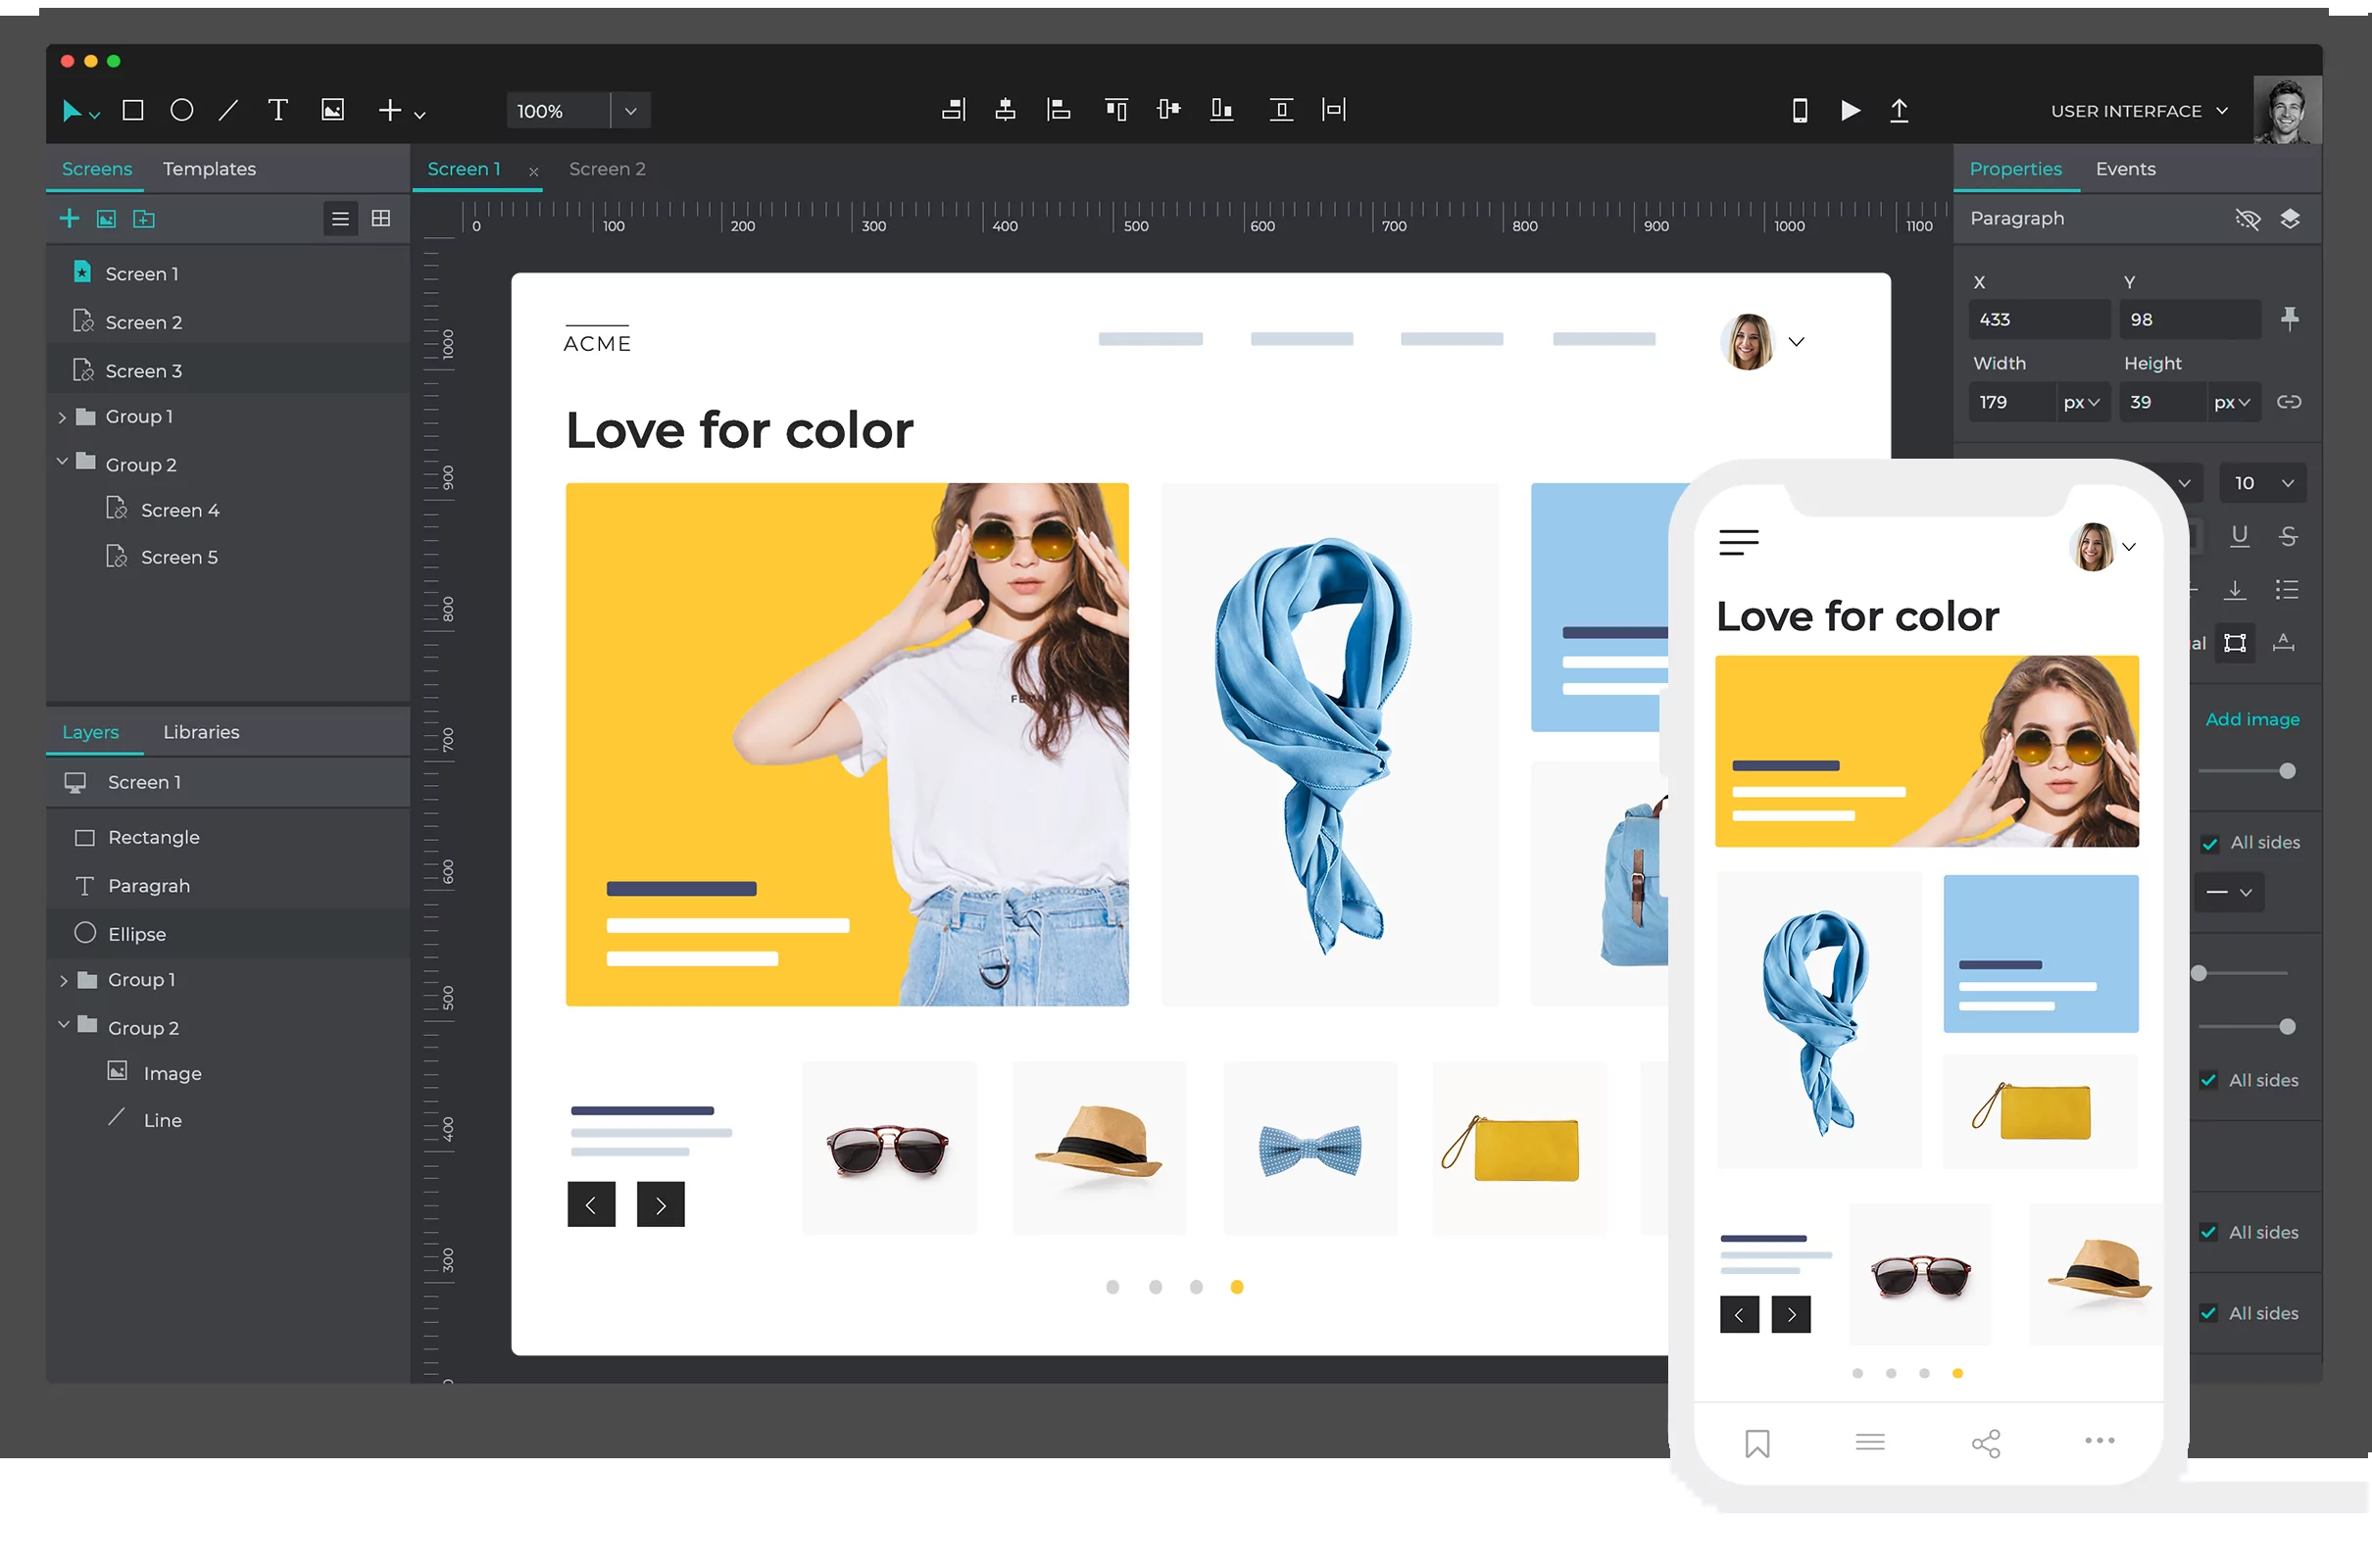 100%
USER INTERFACE
Screens
Templates
Screen 1
Screen 2
Properties
Events
0 100 200 300 400 500 600 700 800 900 1000 1100
Paragraph
Screen 1
Screen 2
Screen 3
Group 1
Group 2
Screen 4
Screen 5
X
Y
433
98
Width
Height
179
px
39
px
10
U
S
al
A
Add image
All sides
All sides
All sides
All sides
1000
900
800
700
600
500
400
300
ACME
Love for color
Love for color
Layers
Libraries
Screen 1
Rectangle
Paragrah
Ellipse
Group 1
Group 2
Image
Line